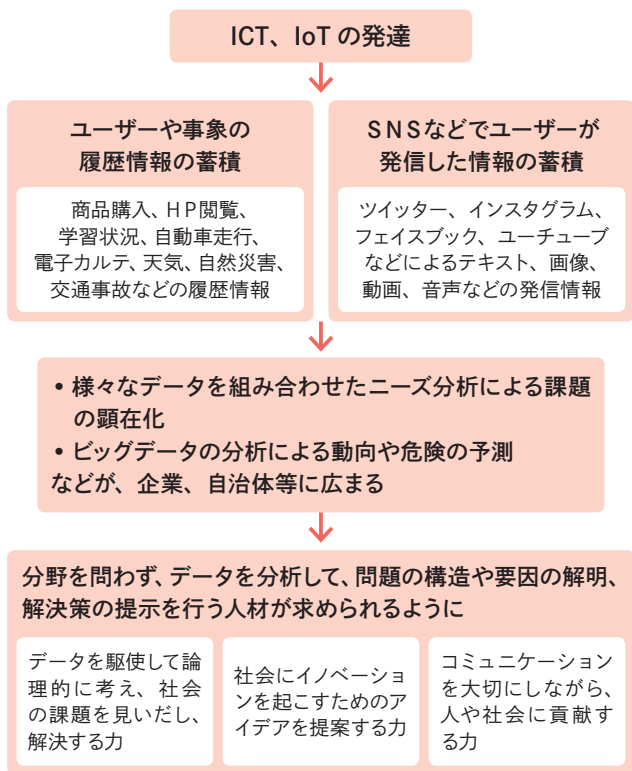 ICT、IoT の発達
ユーザーや事象の
履歴情報の蓄積
商品購入、HP閲覧、
学習状況、自動車走行、
電子カルテ、天気、自然災害、
交通事故などの履歴情報
SNSなどでユーザーが
発信した情報の蓄積
ツイッター、インスタグラム、
フェイスブック、ユーチューブ
などによるテキスト、画像、
動画、音声などの発信情報
• 様々なデータを組み合わせたニーズ分析による課題
の顕在化
• ビッグデータの分析による動向や危険の予測
などが、企業、自治体等に広まる
分野を問わず、データを分析して、問題の構造や要因の解明、
解決策の提示を行う人材が求められるように
データを駆使して論
理的に考え、社会
の課題を見いだし、
解決する力
社会にイノベーショ
ンを起こすためのア
イデアを提案する力
コミュニケーション
を大切にしながら、
人や社会に貢献す
る力